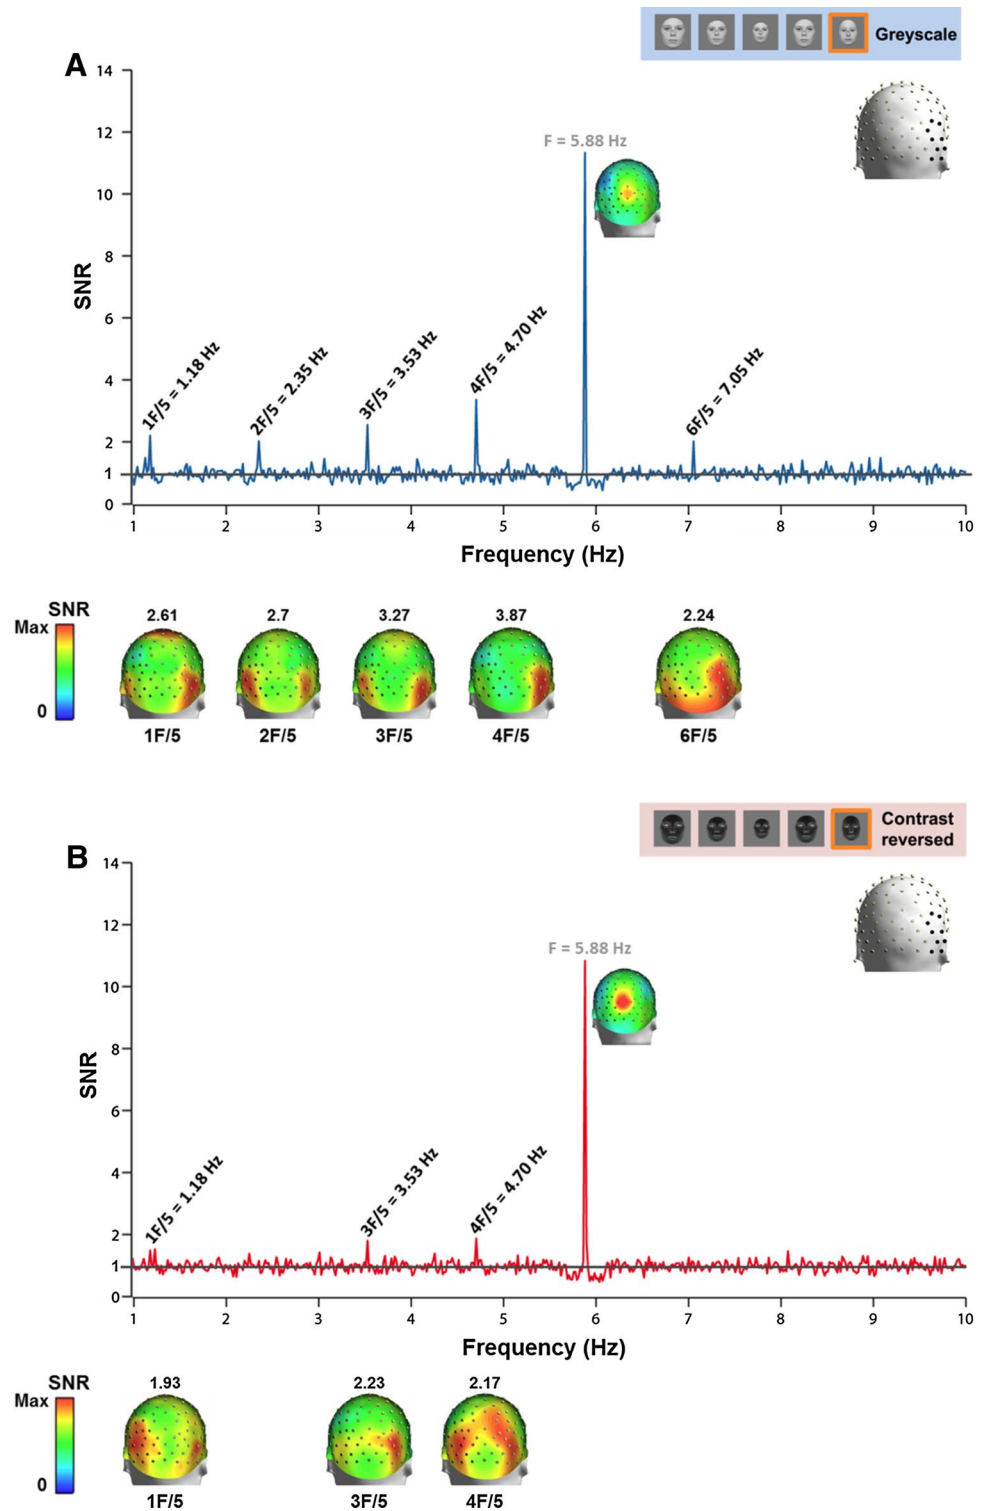 Greyscale
A
14
12
10
8
6
4
2
1
0
SNR
F = 5.88 Hz
1F/5 = 1.18 Hz
2F/5 = 2.35 Hz
3F/5 = 3.53 Hz
4F/5 = 4.70 Hz
6F/5 = 7.05 Hz
1 2 3 4 5 6 7 8 9 10
Frequency (Hz)
SNR
Max
0
2.61 2.7 3.27 3.87 2.24
1F/5 2F/5 3F/5 4F/5 6F/5
Contrast
reversed
B
14
12
10
8
6
4
2
1
0
SNR
F = 5.88 Hz
1F/5 = 1.18 Hz
3F/5 = 3.53 Hz
4F/5 = 4.70 Hz
1 2 3 4 5 6 7 8 9 10
Frequency (Hz)
SNR
Max
0
1.93 2.23 2.17
1F/5 3F/5 4F/5